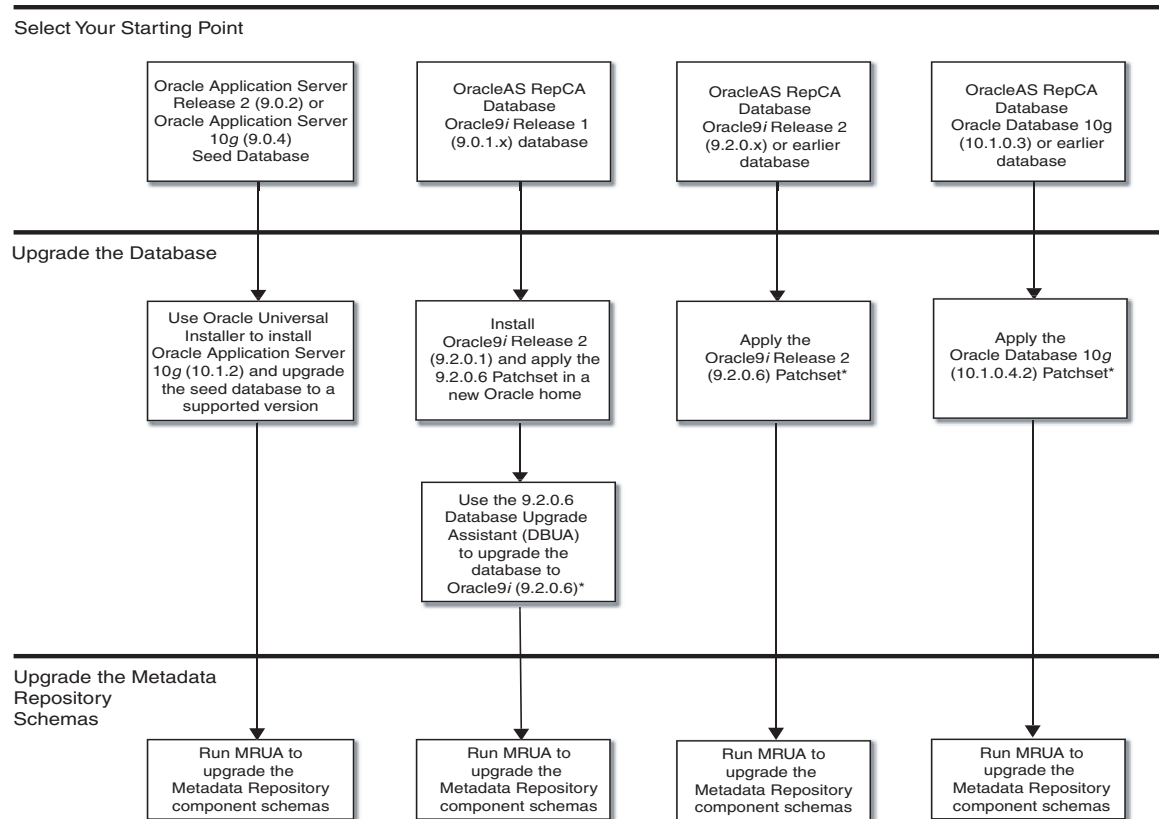 Select Your Starting Point
Oracle Application Server
Release 2 (9.0.2) or
Oracle Application Server
10g (9.0.4)
Seed Database
OracleAS RepCA
Database
Oracle9i Release 1
(9.0.1.x) database
OracleAS RepCA
Database
Oracle9i Release 2
(9.2.0.x) or earlier
database
OracleAS RepCA
Database
Oracle Database 10g
(10.1.0.3) or earlier
database
Upgrade the Database
Use Oracle Universal
Installer to install
Oracle Application Server
10g (10.1.2) and upgrade
the seed database to a
supported version
Install
Oracle9i Release 2
(9.2.0.1) and apply the
9.2.0.6 Patchset in a
new Oracle home
Apply the
Oracle9i Release 2
(9.2.0.6) Patchset*
Apply the
Oracle Database 10g
(10.1.0.4.2) Patchset*
Use the 9.2.0.6
Database Upgrade
Assistant (DBUA)
to upgrade the
database to
Oracle9i (9.2.0.6)*
Upgrade the Metadata
Repository
Schemas
Run MRUA to
upgrade the
Metadata Repository
component schemas
Run MRUA to
upgrade the
Metadata Repository
component schemas
Run MRUA to
upgrade the
Metadata Repository
component schemas
Run MRUA to
upgrade the
Metadata Repository
component schemas